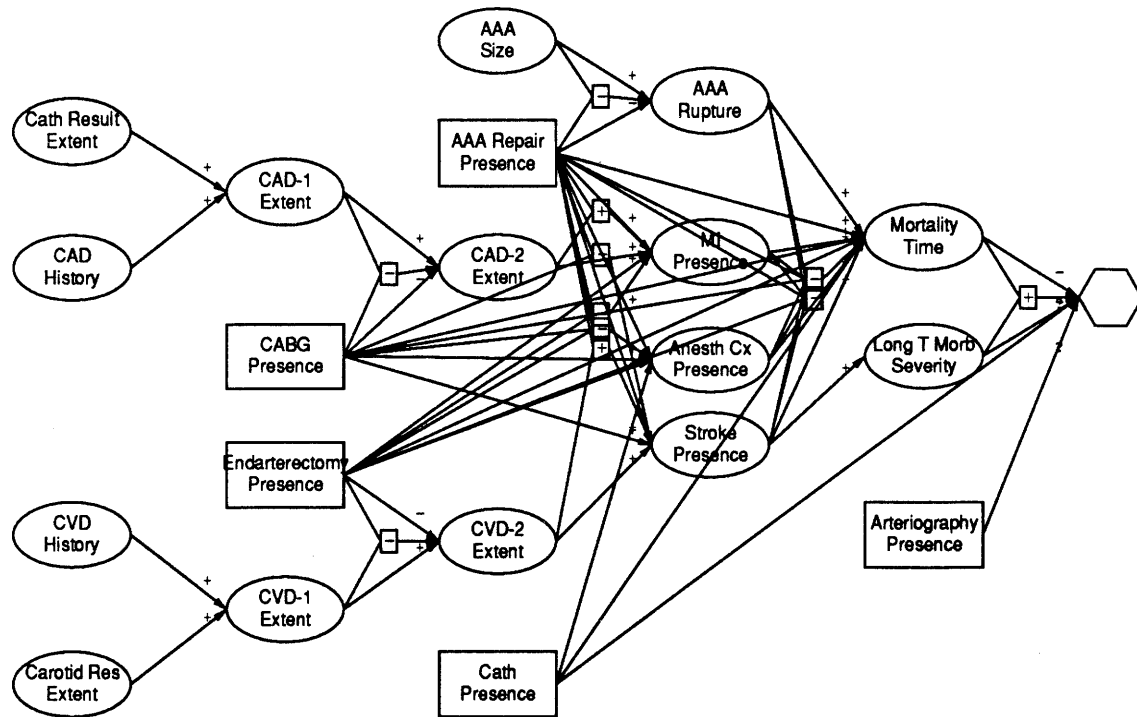 AAA
Size
AAA
Rupture
Cath Result
Extent
AAA Repair
Presence
CAD-1
Extent
CAD
History
CAD-2
Extent
MI
Presence
Mortality
Time
CABG
Presence
Anesth Cx
Presence
Long T Morb
Severity
Stroke
Presence
Endarterectomy
Presence
CVD
History
CVD-2
Extent
Arteriography
Presence
CVD-1
Extent
Carotid Res
Extent
Cath
Presence